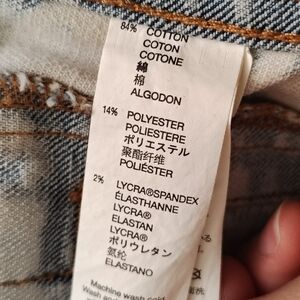 84% COTTON
COTON
COTONE
綿
棉
ALGODON
14% POLYESTER
POLIESTERE
ポリエステル
聚酯纤维
POLIÉSTER
2% LYCRA®SPANDEX
ÉLASTHANNE
LYCRA®
ELASTAN
LYCRA®
ポリウレタン
氨纶
ELASTANO
Machine wash cold
Wash